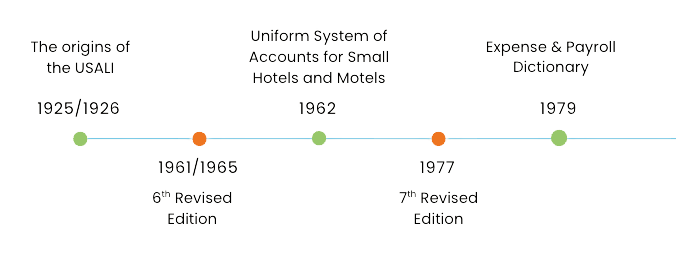 The origins of
the USALI
1925/1926
6th Revised
Edition
1961/1965
Uniform System of
Accounts for Small
Hotels and Motels
1962
1977
7th Revised
Edition
Expense & Payroll
Dictionary
1979